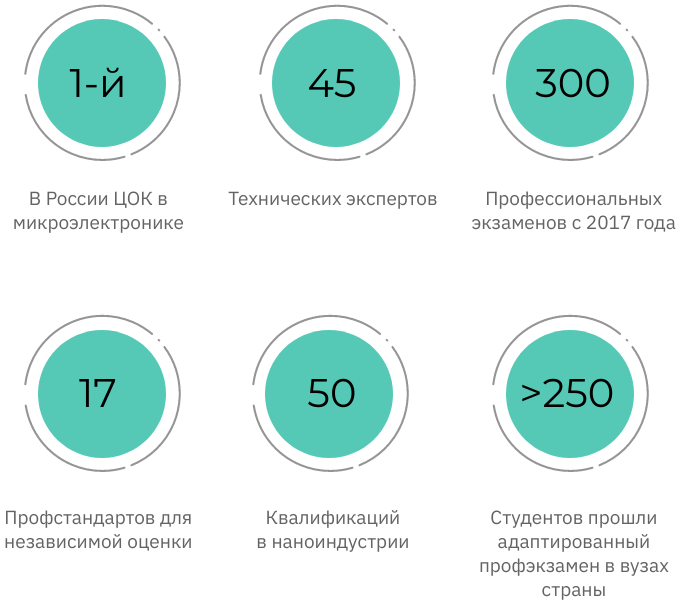 1-й
В России ЦОК в
микроэлектронике
45
Технических экспертов
300
Профессиональных
экзаменов с 2017 года
17
Профстандартов для
независимой оценки
50
Квалификаций
в наноиндустрии
>250
Студентов прошли
адаптированный
профэкзамен в вузах
страны